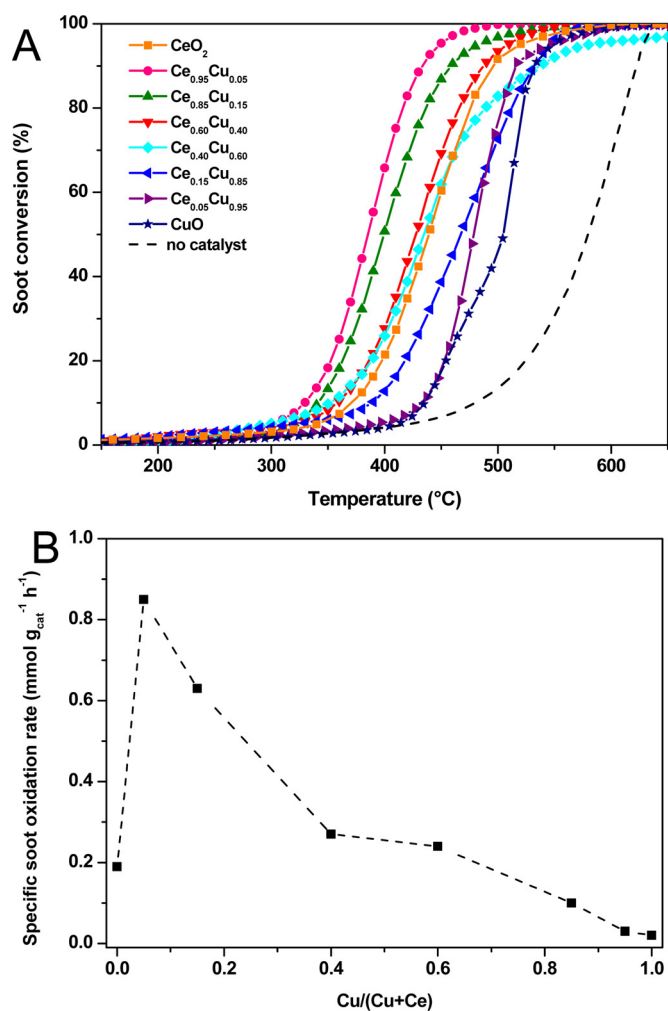 A
Soot conversion (%)
100
80
60
40
20
0
CeO₂
Ce₀.₉₅Cu₀.₀₅
Ce₀.₈₅Cu₀.₁₅
Ce₀.₆₀Cu₀.₄₀
Ce₀.₄₀Cu₀.₆₀
Ce₀.₁₅Cu₀.₈₅
Ce₀.₀₅Cu₀.₉₅
CuO
no catalyst
200 300 400 500 600
Temperature (°C)
B
Specific soot oxidation rate (mmol gcat⁻¹ h⁻¹)
1.0
0.8
0.6
0.4
0.2
0.0
0.0 0.2 0.4 0.6 0.8 1.0
Cu/(Cu+Ce)